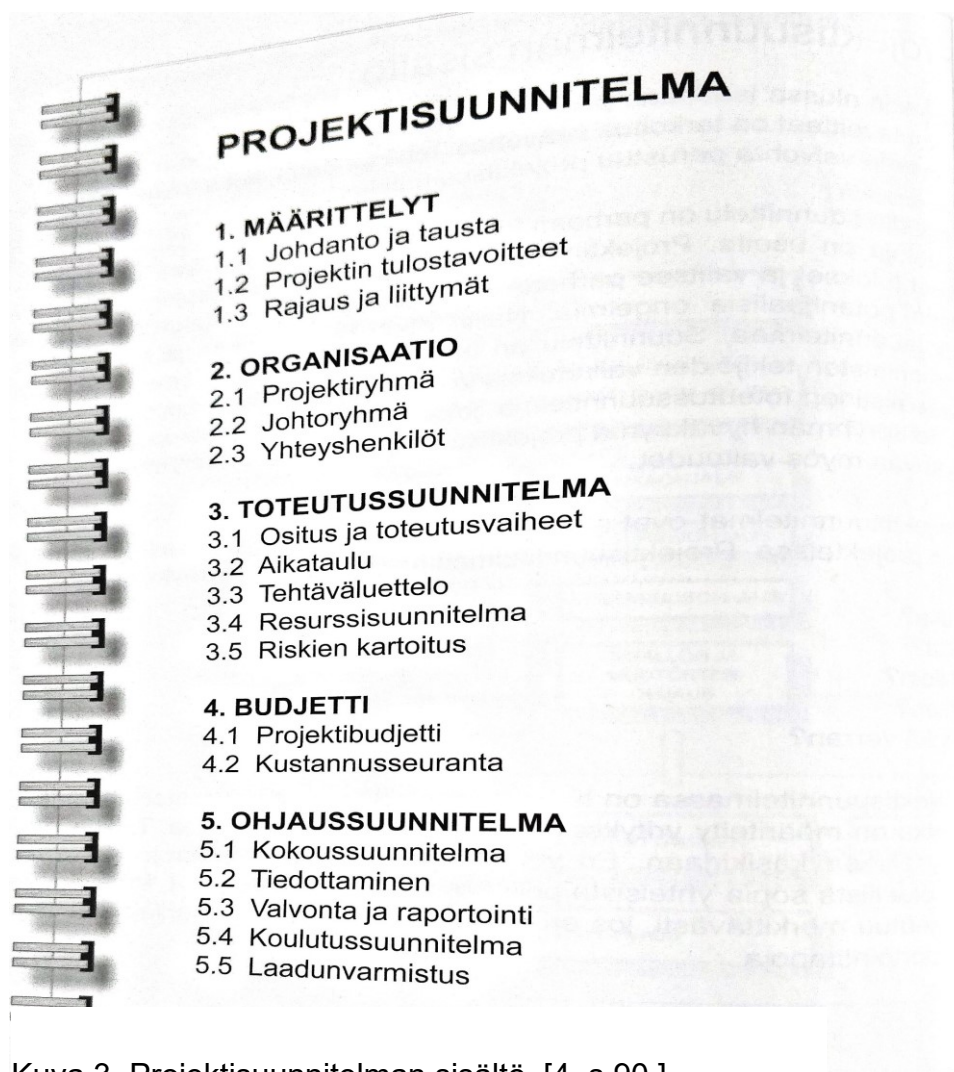 PROJEKTISUUNNITELMA
1. MÄÄRITTELYT
1.1 Johdanto ja tausta
1.2 Projektin tulostavoitteet
1.3 Rajaus ja liittymät
2. ORGANISAATIO
2.1 Projektiryhmä
2.2 Johtoryhmä
2.3 Yhteyshenkilöt
3. TOTEUTUSSUUNNITELMA
3.1 Ositus ja toteutusvaiheet
3.2 Aikataulu
3.3 Tehtäväluettelo
3.4 Resurssisuunnitelma
3.5 Riskien kartoitus
4. BUDJETTI
4.1 Projektibudjetti
4.2 Kustannusseuranta
5. OHJAUSSUUNNITELMA
5.1 Kokoussuunnitelma
5.2 Tiedottaminen
5.3 Valvonta ja raportointi
5.4 Koulutussuunnitelma
5.5 Laadunvarmistus
Kuva 3. Projektisuunnitelman sisältö. [4, s.90.]